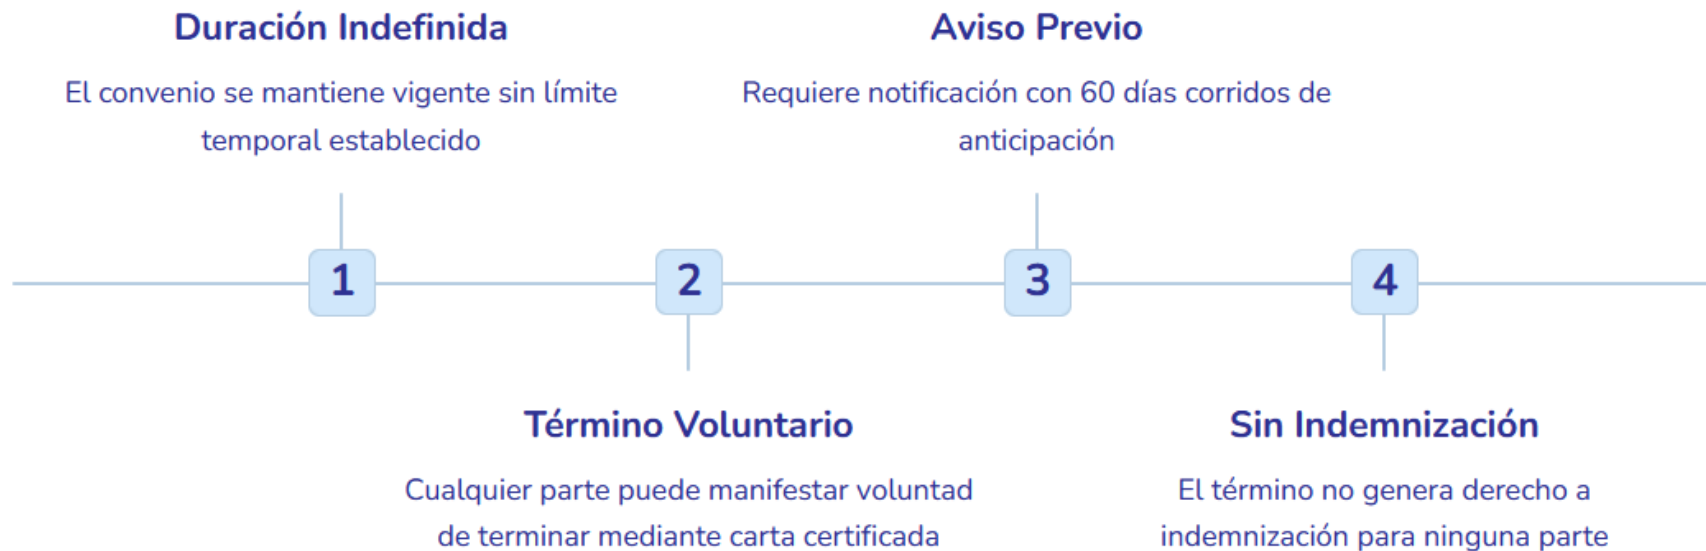 Duración Indefinida
El convenio se mantiene vigente sin límite
temporal establecido
1
2
Término Voluntario
Cualquier parte puede manifestar voluntad
de terminar mediante carta certificada
Aviso Previo
Requiere notificación con 60 días corridos de
anticipación
3
4
Sin Indemnización
El término no genera derecho a
indemnización para ninguna parte